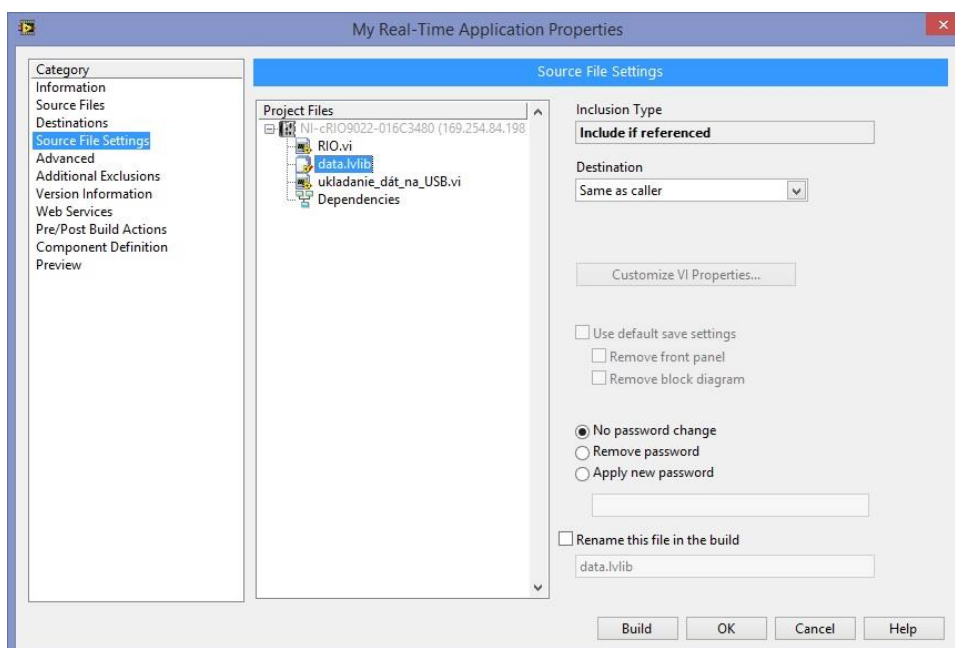 My Real-Time Application Properties
Category
Information
Source Files
Destinations
Source File Settings
Advanced
Additional Exclusions
Version Information
Web Services
Pre/Post Build Actions
Component Definition
Preview
Source File Settings
Project Files
NI-cRIO9022-016C3480 (169.254.84.198
RIO.vi
data.lvlib
ukladanie_dát_na_USB.vi
Dependencies
Inclusion Type
Include if referenced
Destination
Same as caller
Customize VI Properties...
Use default save settings
Remove front panel
Remove block diagram
No password change
Remove password
Apply new password
Rename this file in the build
data.lvlib
Build OK Cancel Help